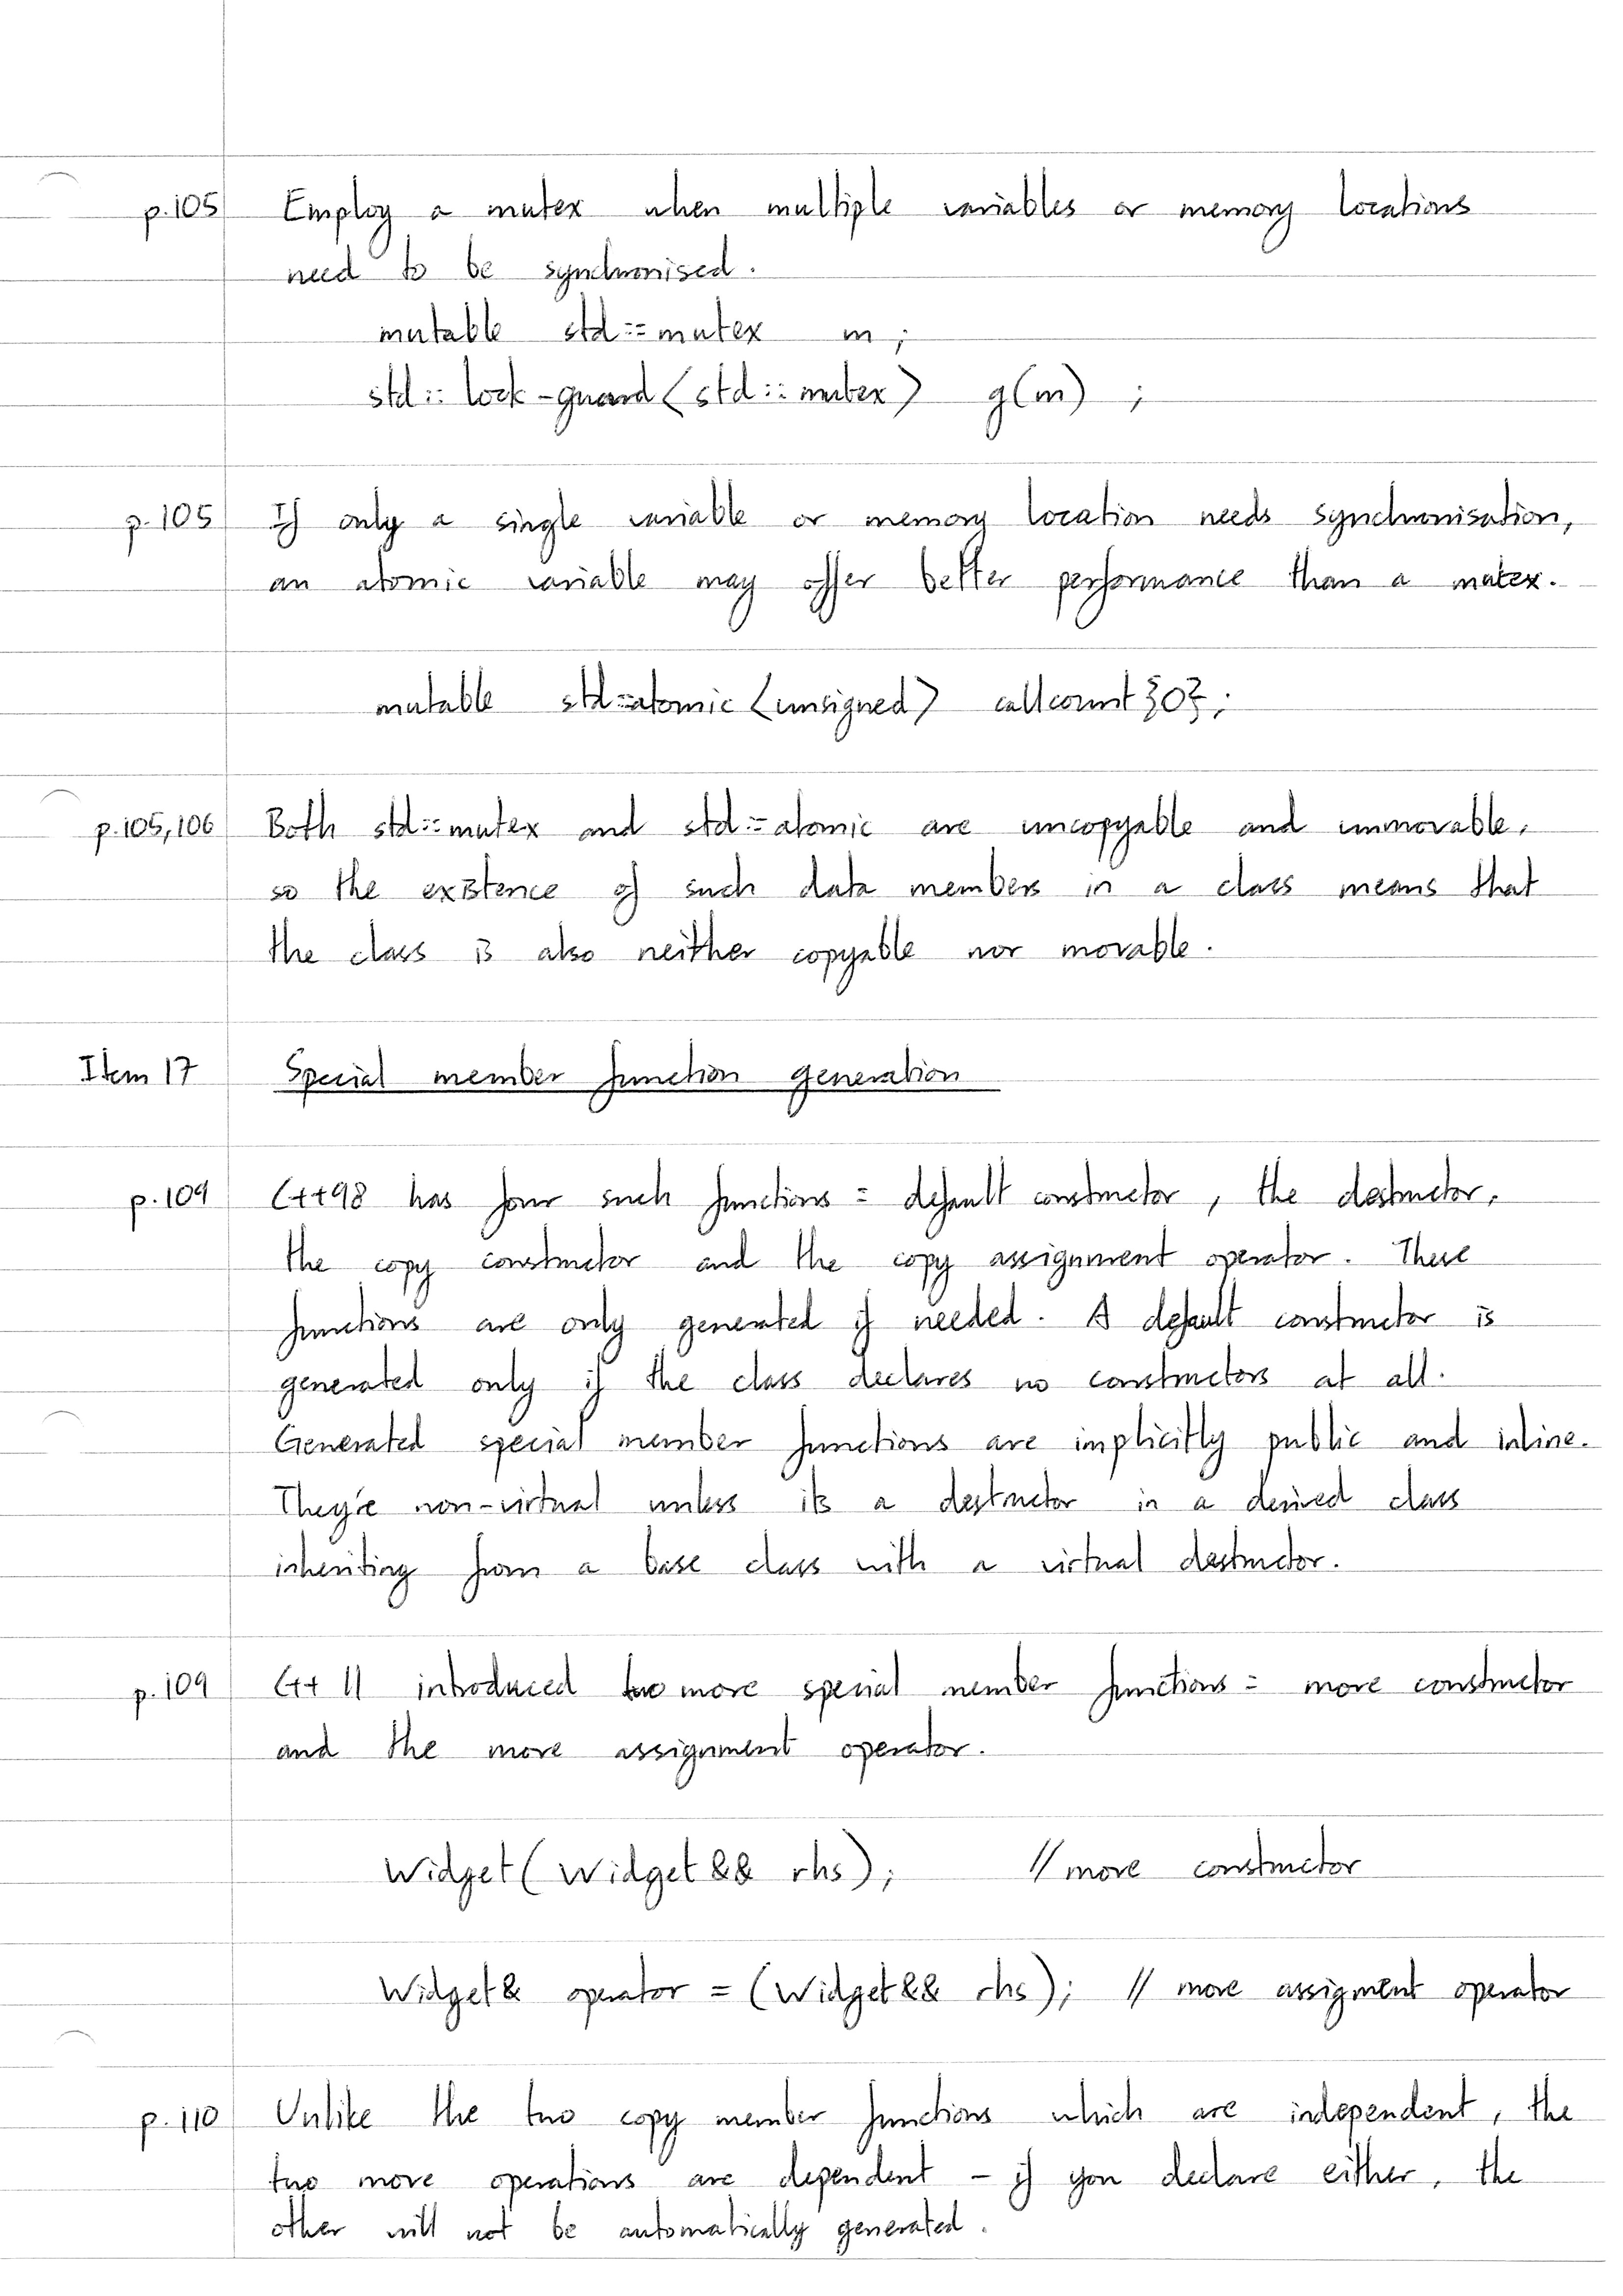 p.105 Employ a mutex when multiple variables or memory locations
need to be synchronised.
mutable std::mutex m;
std::lock-guard<std::mutex> g(m) ;
p.105 If only a single variable or memory location needs synchronisation,
an atomic variable may offer better performance than a mutex.
mutable std::atomic<unsigned> callcount{0};
p.105,106 Both std::mutex and std::atomic are uncopyable and immovable,
so the existence of such data members in a class means that
the class is also neither copyable nor movable.
Item 17 Special member function generation
p.109 C++98 has four such functions : default constructor, the destructor,
the copy constructor and the copy assignment operator. These
functions are only generated if needed. A default constructor is
generated only if the class declares no constructors at all.
Generated special member functions are implicitly public and inline.
They're non-virtual unless its a destructor in a derived class
inheriting from a base class with a virtual destructor.
p.109 C++11 introduced two more special member functions : move constructor
and the move assignment operator.
Widget(Widget&& rhs); //move constructor
Widget& operator = (Widget&& rhs); // move assigment operator
p.110 Unlike the two copy member functions which are independent, the
two move operations are dependent - if you declare either, the
other will not be automatically generated.